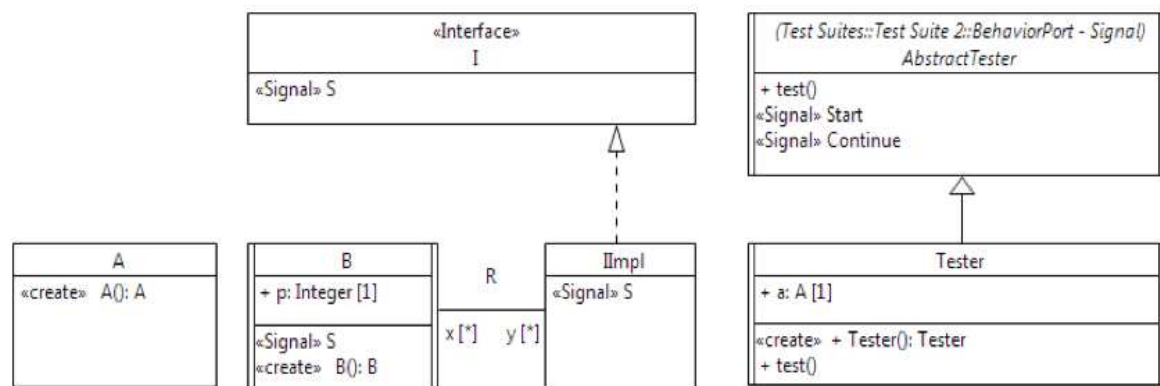 «Interface»
I
«Signal» S
(Test Suites::Test Suite 2::BehaviorPort - Signal)
AbstractTester
+ test()
«Signal» Start
«Signal» Continue
A
«create» A(): A
B
+ p: Integer [1]
«Signal» S
«create» B(): B
R
x [*] y [*]
IImpl
«Signal» S
Tester
+ a: A [1]
«create» + Tester(): Tester
+ test()